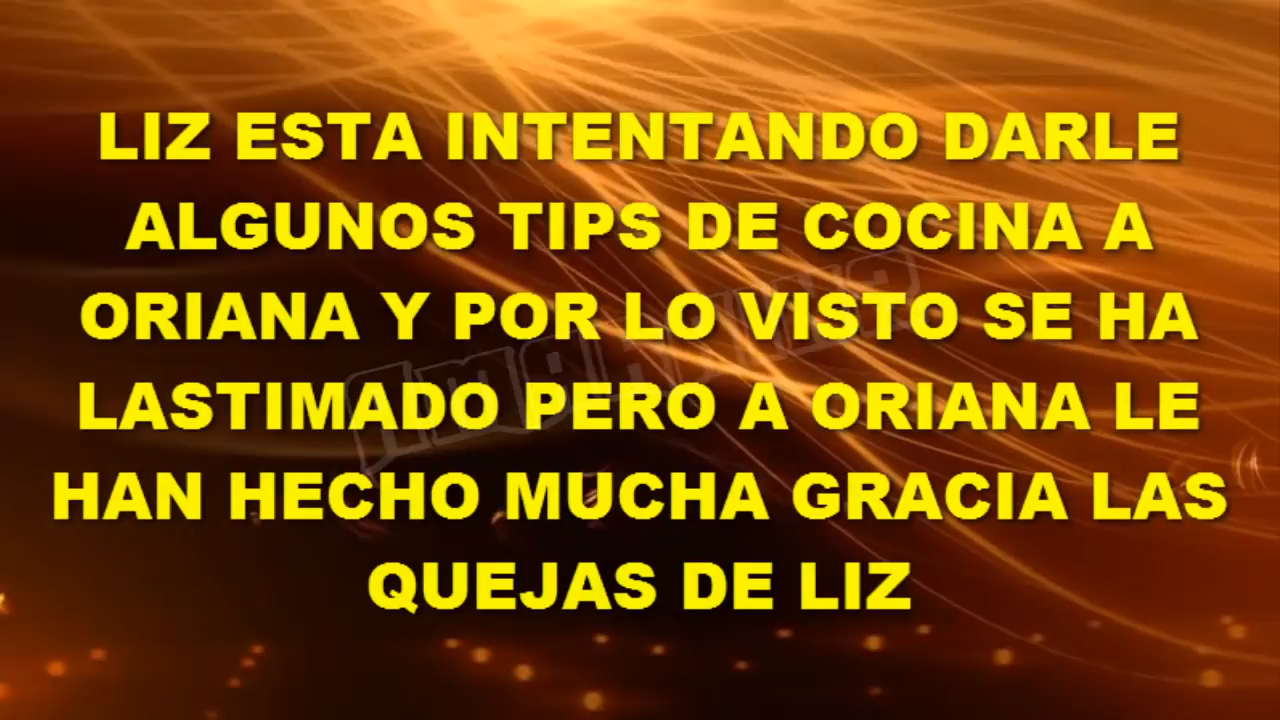 LIZ ESTA INTENTANDO DARLE
ALGUNOS TIPS DE COCINA A
ORIANA Y POR LO VISTO SE HA
LASTIMADO PERO A ORIANA LE
HAN HECHO MUCHA GRACIA LAS
QUEJAS DE LIZ